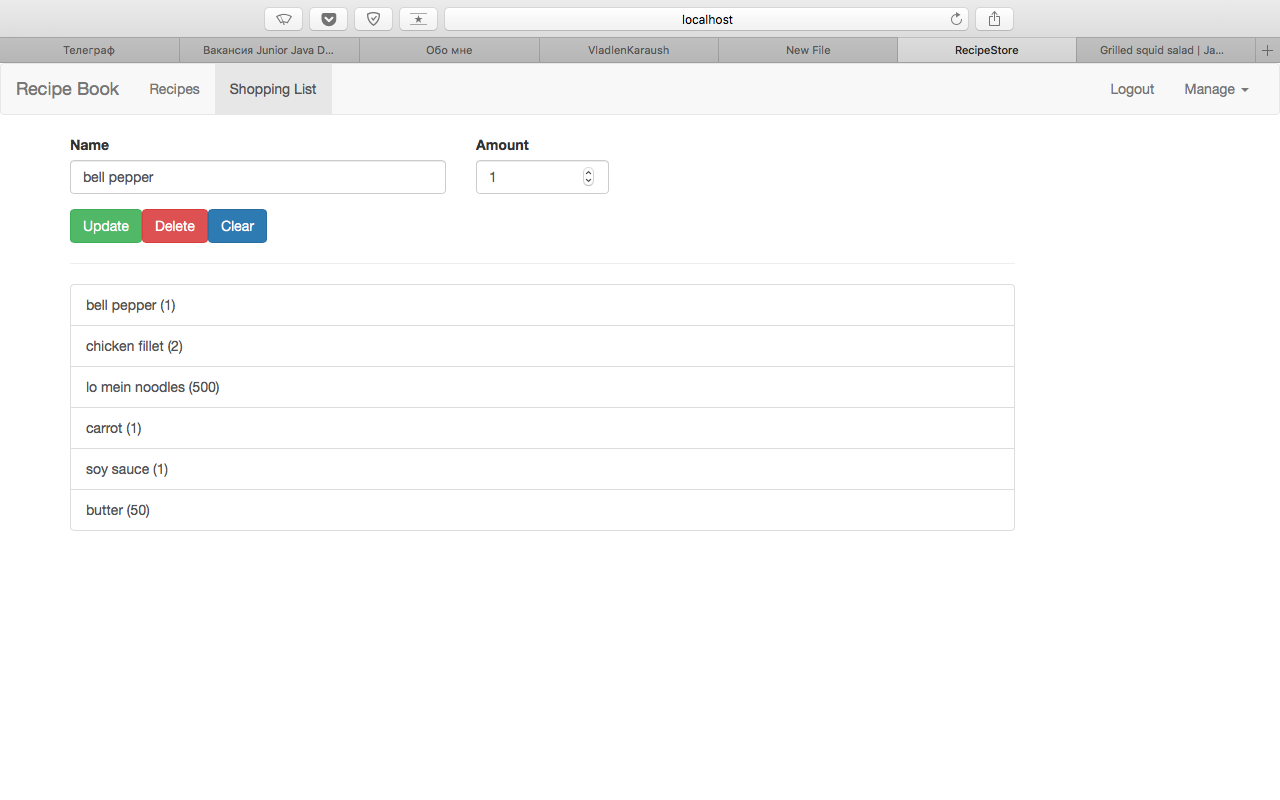 localhost
Телеграф
Вакансия Junior Java D...
Обо мне
VladlenKaraush
New File
RecipeStore
Grilled squid salad | Ja...
Recipe Book
Recipes
Shopping List
Logout
Manage
Name
Amount
bell pepper
1
Update
Delete
Clear
bell pepper (1)
chicken fillet (2)
lo mein noodles (500)
carrot (1)
soy sauce (1)
butter (50)